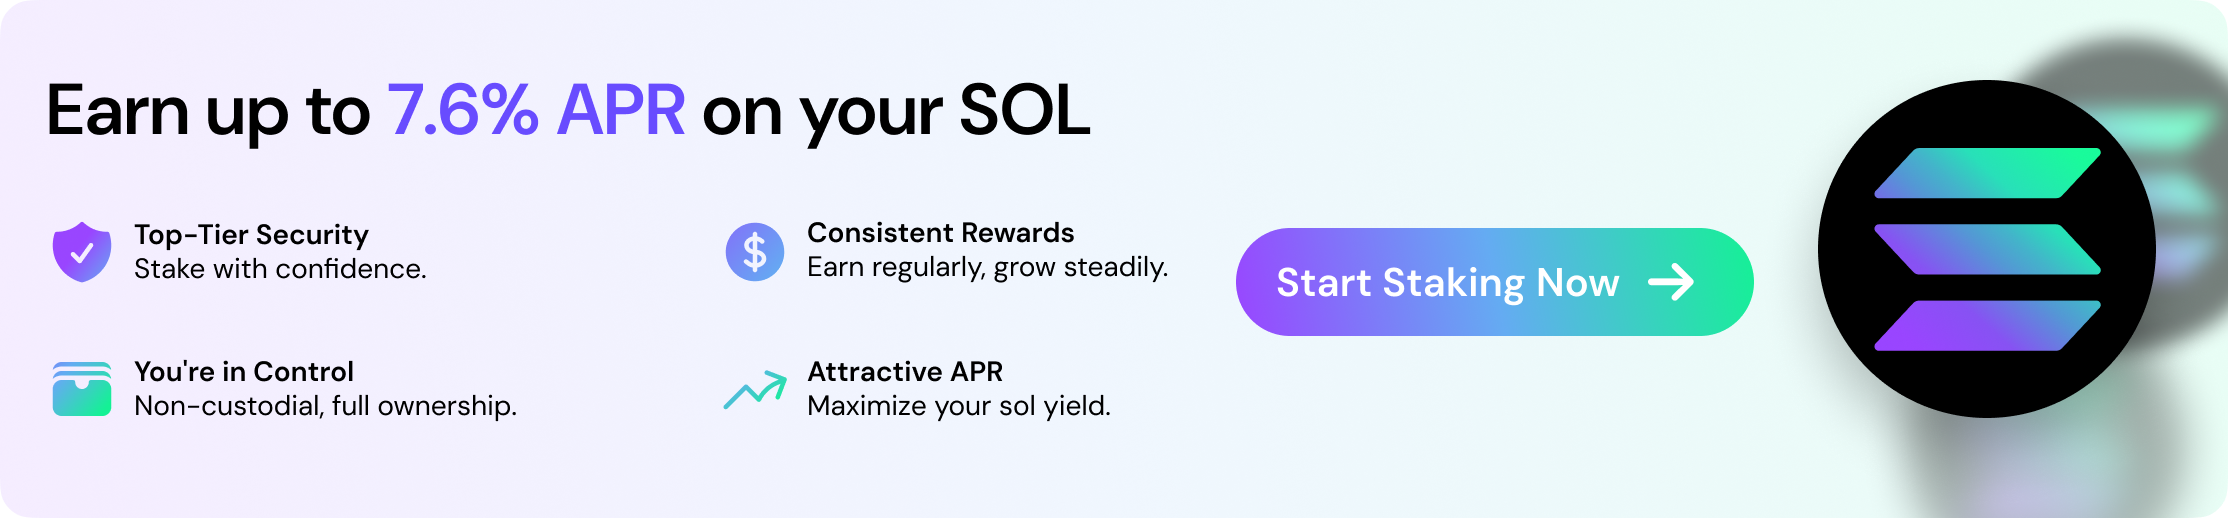 Earn up to 7.6% APR on your SOL
Top-Tier Security
Stake with confidence.
Consistent Rewards
Earn regularly, grow steadily.
You're in Control
Non-custodial, full ownership.
Attractive APR
Maximize your sol yield.
Start Staking Now